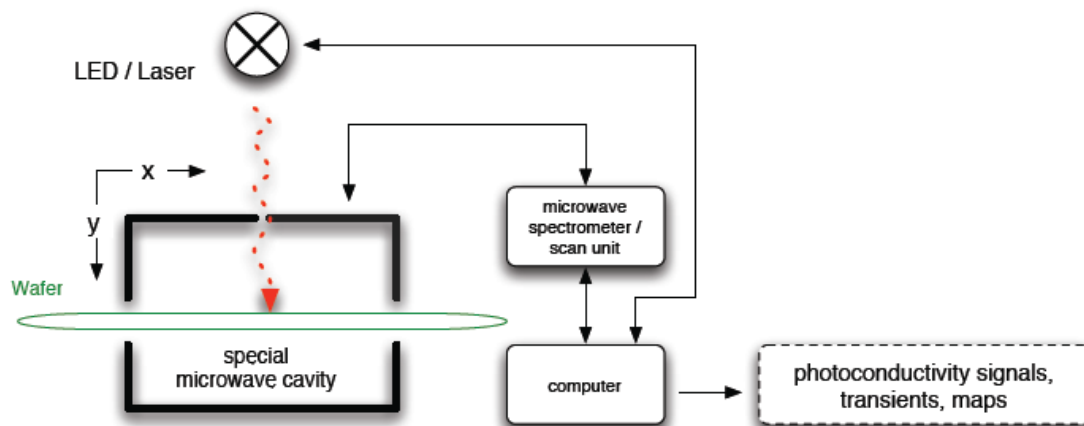 LED / Laser
x
y
Wafer
special
microwave cavity
microwave
spectrometer /
scan unit
computer
photoconductivity signals,
transients, maps